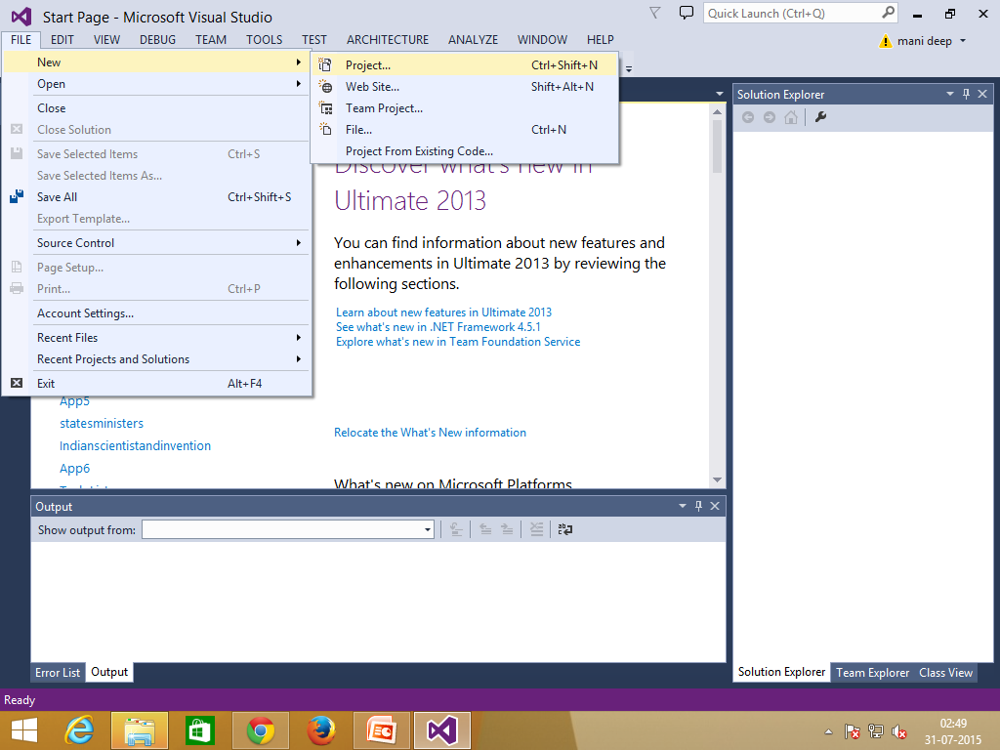 Start Page - Microsoft Visual Studio
Quick Launch (Ctrl+Q)
FILE EDIT VIEW DEBUG TEAM TOOLS TEST ARCHITECTURE ANALYZE WINDOW HELP
mani deep
New
Open
Close
Close Solution
Save Selected Items Ctrl+S
Save Selected Items As...
Save All Ctrl+Shift+S
Export Template...
Source Control
Page Setup...
Print... Ctrl+P
Account Settings...
Recent Files
Recent Projects and Solutions
Exit Alt+F4
Project... Ctrl+Shift+N
Web Site... Shift+Alt+N
Team Project...
File... Ctrl+N
Project From Existing Code...
Discover what's new in
Ultimate 2013
You can find information about new features and
enhancements in Ultimate 2013 by reviewing the
following sections.
Learn about new features in Ultimate 2013
See what's new in .NET Framework 4.5.1
Explore what's new in Team Foundation Service
Relocate the What's New information
What's new on Microsoft Platforms
App5
statesministers
Indianscientistandinvention
App6
Solution Explorer
Output
Show output from:
Error List Output
Solution Explorer Team Explorer Class View
Ready
02:49
31-07-2015